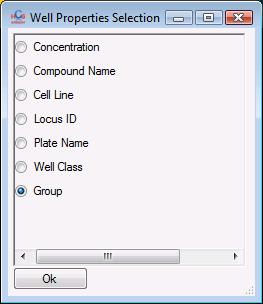 Well Properties Selection
Concentration
Compound Name
Cell Line
Locus ID
Plate Name
Well Class
Group
Ok